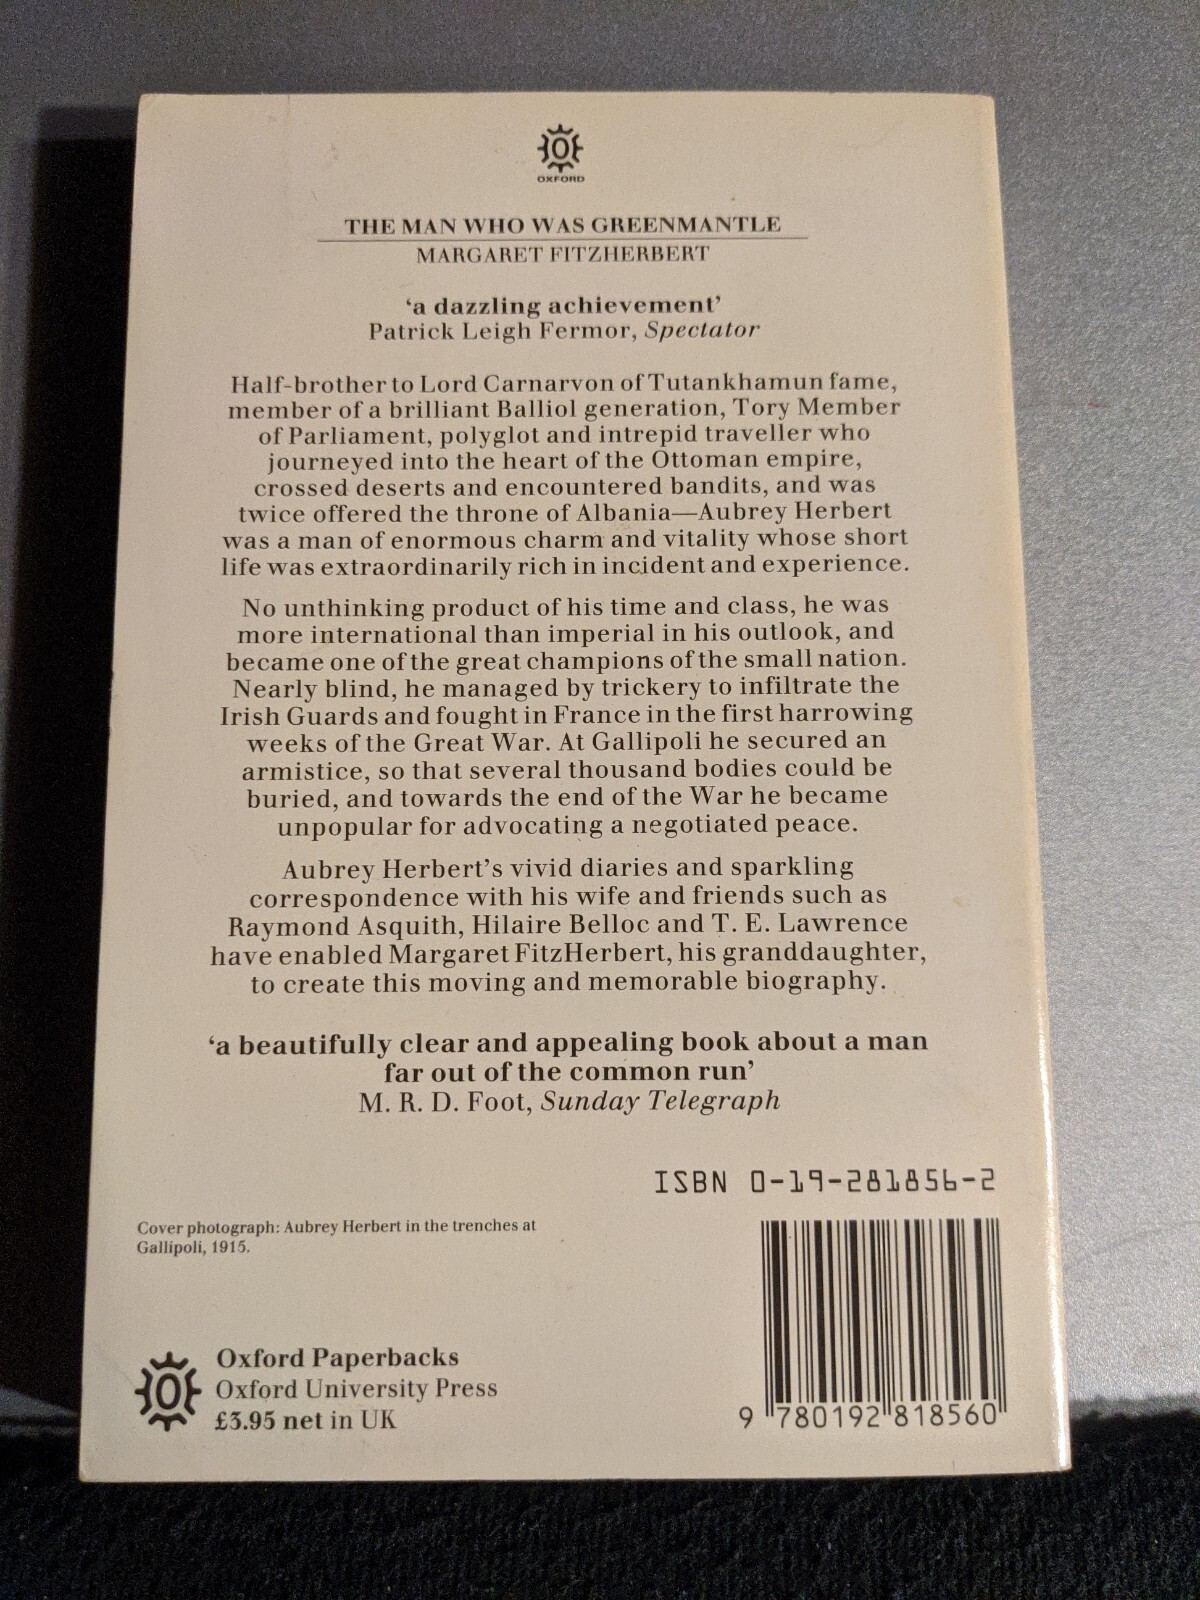 OXFORD
THE MAN WHO WAS GREENMANTLE
MARGARET FITZHERBERT
‘a dazzling achievement’
Patrick Leigh Fermor, Spectator
Half-brother to Lord Carnarvon of Tutankhamun fame,
member of a brilliant Balliol generation, Tory Member
of Parliament, polyglot and intrepid traveller who
journeyed into the heart of the Ottoman empire,
crossed deserts and encountered bandits, and was
twice offered the throne of Albania—Aubrey Herbert
was a man of enormous charm and vitality whose short
life was extraordinarily rich in incident and experience.
No unthinking product of his time and class, he was
more international than imperial in his outlook, and
became one of the great champions of the small nation.
Nearly blind, he managed by trickery to infiltrate the
Irish Guards and fought in France in the first harrowing
weeks of the Great War. At Gallipoli he secured an
armistice, so that several thousand bodies could be
buried, and towards the end of the War he became
unpopular for advocating a negotiated peace.
Aubrey Herbert’s vivid diaries and sparkling
correspondence with his wife and friends such as
Raymond Asquith, Hilaire Belloc and T. E. Lawrence
have enabled Margaret FitzHerbert, his granddaughter,
to create this moving and memorable biography.
‘a beautifully clear and appealing book about a man
far out of the common run’
M. R. D. Foot, Sunday Telegraph
ISBN 0-19-281856-2
Cover photograph: Aubrey Herbert in the trenches at
Gallipoli, 1915.
Oxford Paperbacks
Oxford University Press
£3.95 net in UK
9 780192 818560